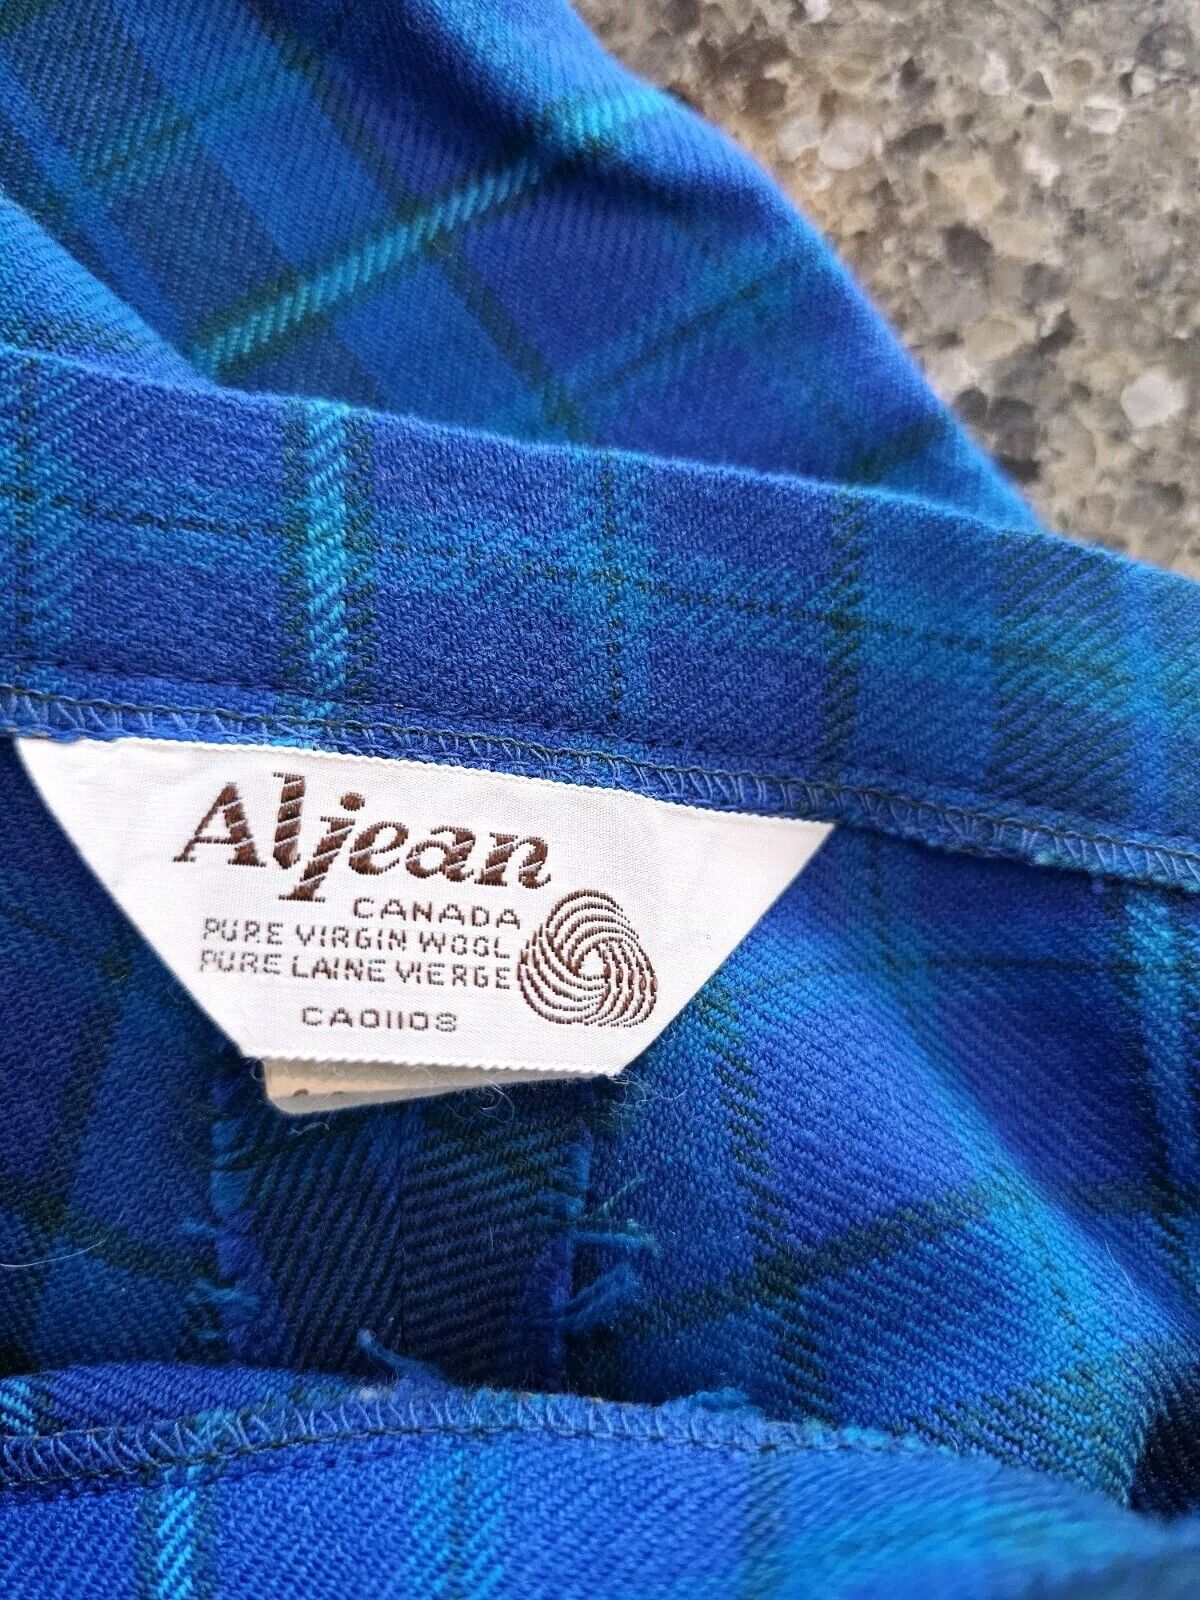 Aljean
CANADA
PURE VIRGIN WOOL
PURE LAINE VIERGE
CA01103